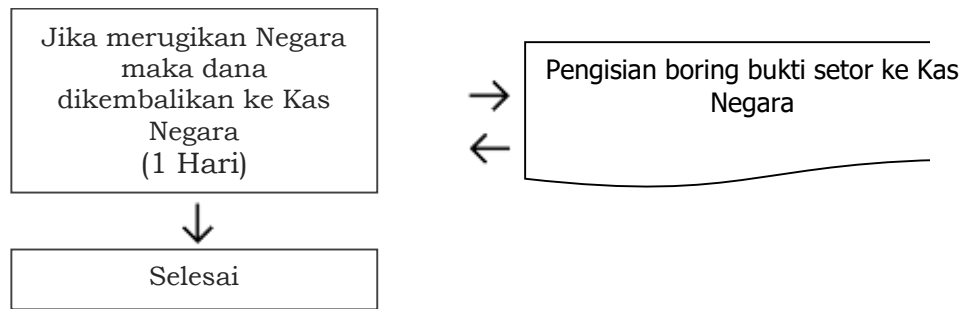 Jika merugikan Negara
maka dana
dikembalikan ke Kas
Negara
(1 Hari)
Pengisian boring bukti setor ke Kas
Negara
Selesai